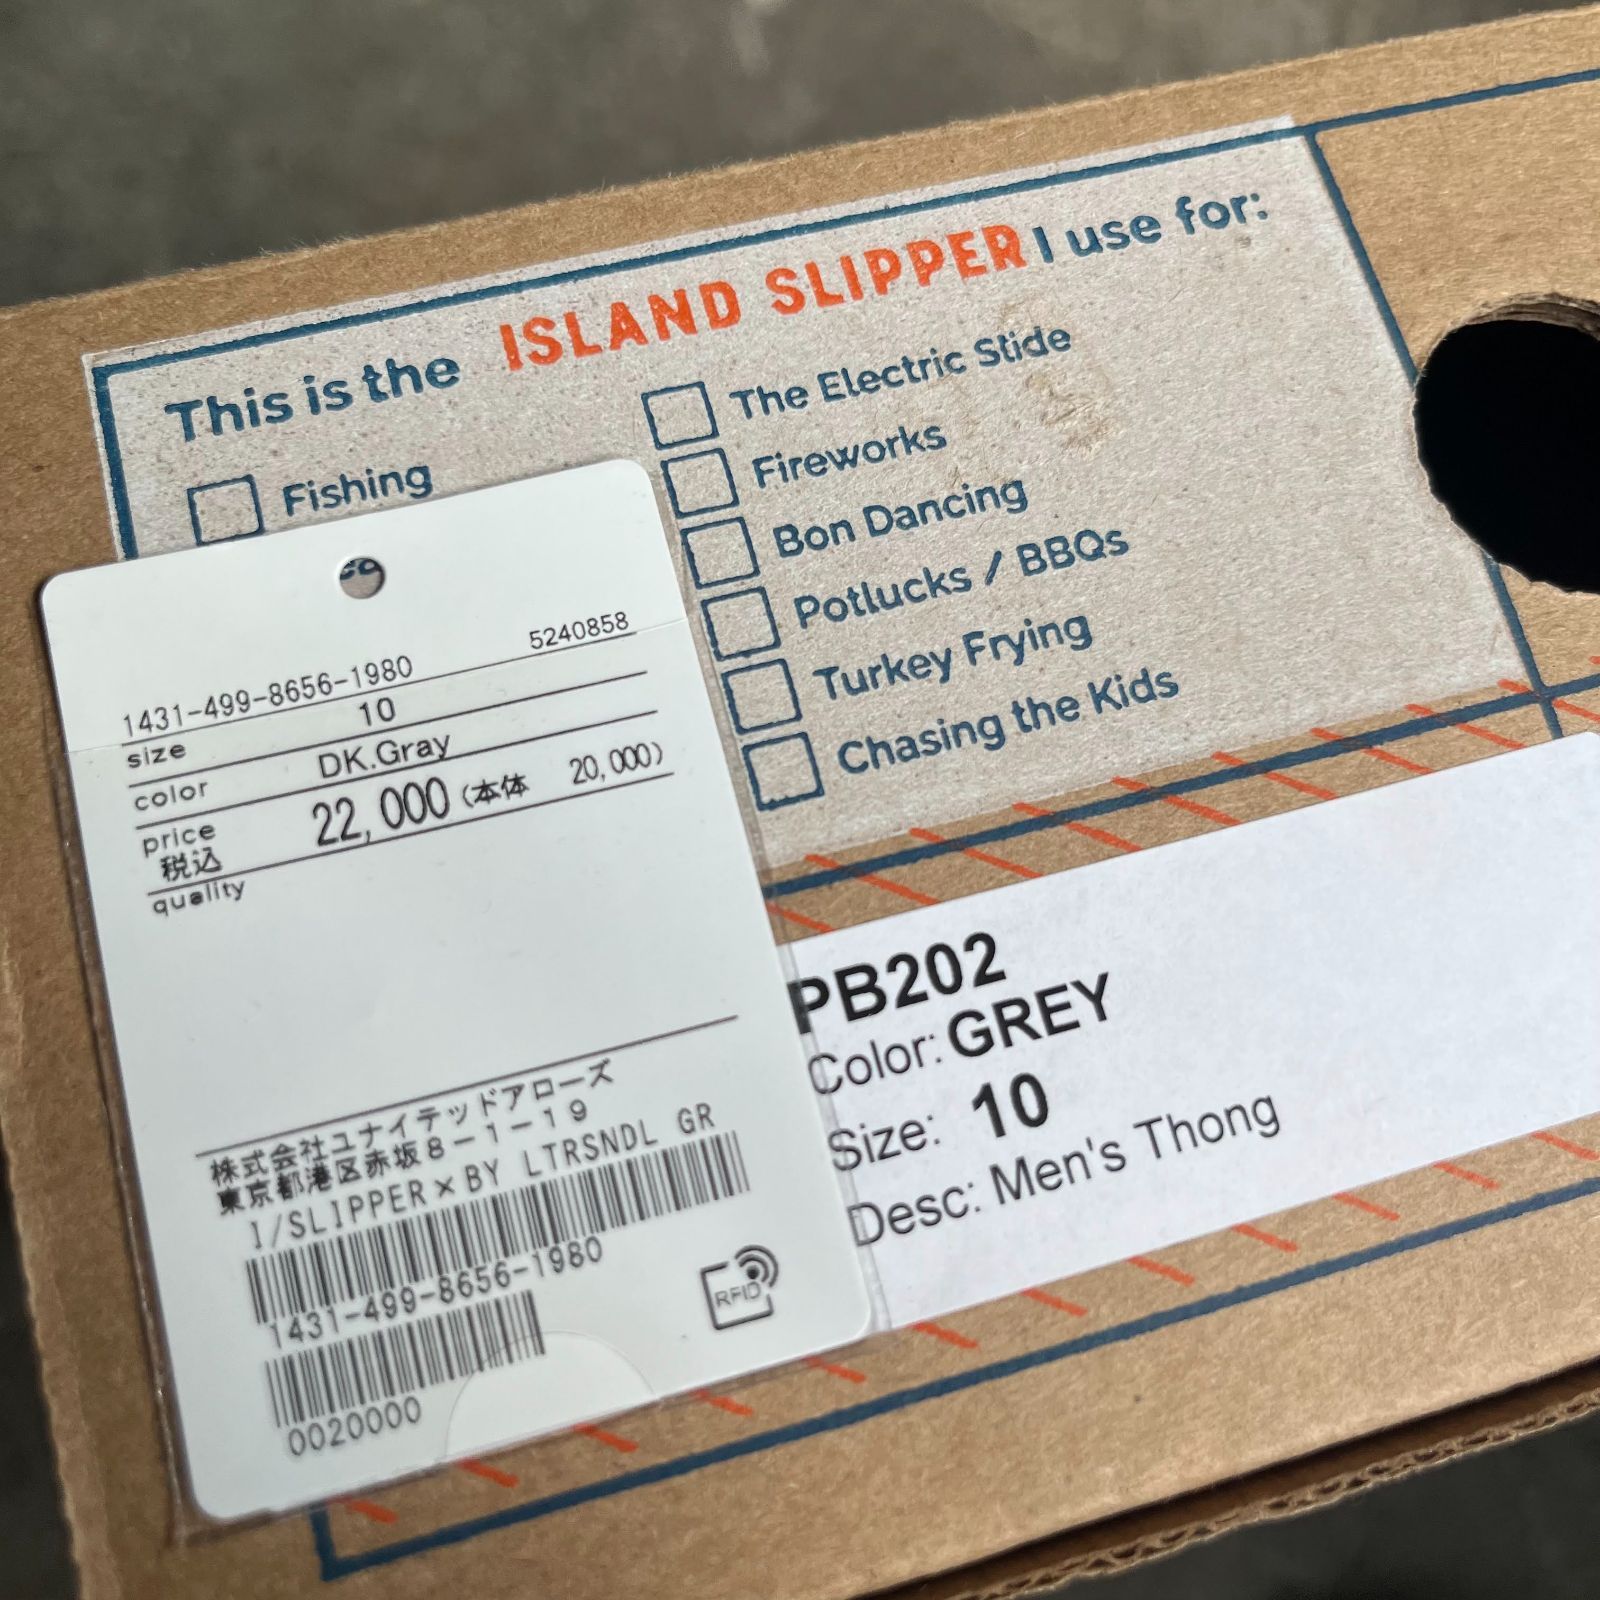 This is the ISLAND SLIPPER I use for:
Fishing
The Electric Slide
Fireworks
Bon Dancing
Potlucks / BBQs
Turkey Frying
Chasing the Kids
5240858
1431-499-8656-1980
size 10
color DK.Gray
price 22,000 (本体 20,000)
税込
quality
株式会社ユナイテッドアローズ
東京都港区赤坂8-1-19
I/SLIPPER×BY LTRSNDL GR
1431-499-8656-1980
0020000
RFID
PB202
Color: GREY
Size: 10
Desc: Men's Thong